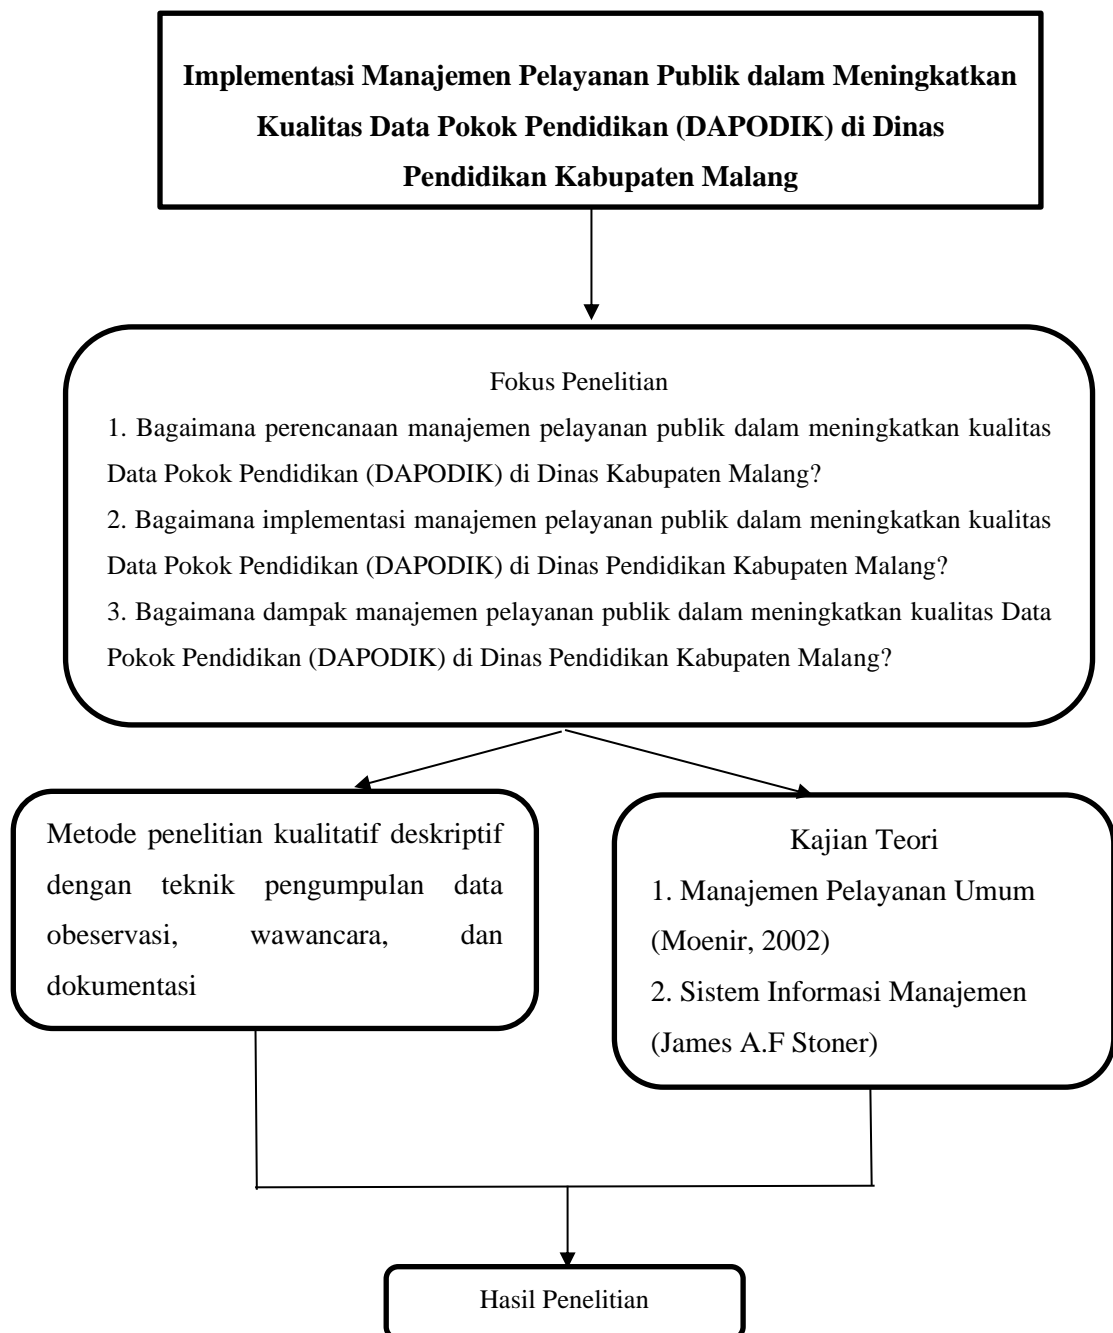 Implementasi Manajemen Pelayanan Publik dalam Meningkatkan
Kualitas Data Pokok Pendidikan (DAPODIK) di Dinas
Pendidikan Kabupaten Malang
Fokus Penelitian
1. Bagaimana perencanaan manajemen pelayanan publik dalam meningkatkan kualitas
Data Pokok Pendidikan (DAPODIK) di Dinas Kabupaten Malang?
2. Bagaimana implementasi manajemen pelayanan publik dalam meningkatkan kualitas
Data Pokok Pendidikan (DAPODIK) di Dinas Pendidikan Kabupaten Malang?
3. Bagaimana dampak manajemen pelayanan publik dalam meningkatkan kualitas Data
Pokok Pendidikan (DAPODIK) di Dinas Pendidikan Kabupaten Malang?
Metode penelitian kualitatif deskriptif
dengan teknik pengumpulan data
obeservasi, wawancara, dan
dokumentasi
Kajian Teori
1. Manajemen Pelayanan Umum
(Moenir, 2002)
2. Sistem Informasi Manajemen
(James A.F Stoner)
Hasil Penelitian